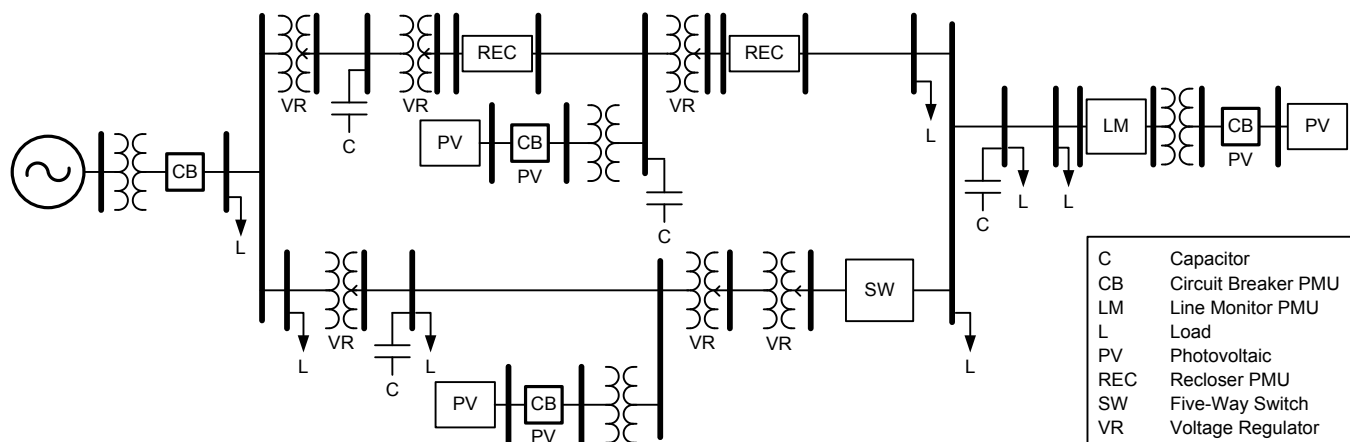 REC
REC
VR
VR
VR
C
PV
CB
PV
L
LM
CB
PV
PV
CB
L
C
C
L
L
SW
VR
L
C
L
VR
VR
L
PV
CB
PV
C Capacitor
CB Circuit Breaker PMU
LM Line Monitor PMU
L Load
PV Photovoltaic
REC Recloser PMU
SW Five-Way Switch
VR Voltage Regulator